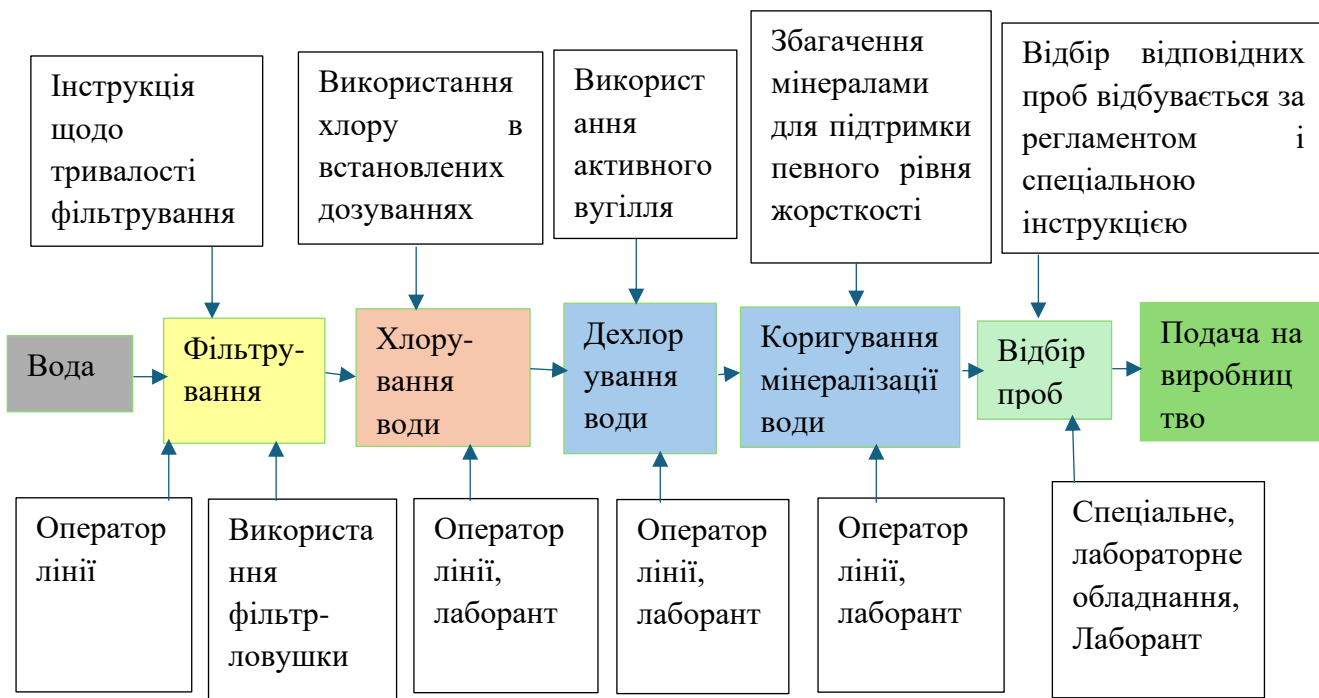 Інструкція
щодо
тривалості
фільтрування
Використання
хлору в
встановлених
дозуваннях
Використ
ання
активного
вугілля
Збагачення
мінералами
для підтримки
певного рівня
жорсткості
Відбір відповідних
проб відбувається за
регламентом і
спеціальною
інструкцією
Вода
Фільтру-
вання
Хлору-
вання
води
Дехлор
ування
води
Коригування
мінералізації
води
Відбір
проб
Подача на
виробниц
тво
Оператор
лінії
Використа
ння
фільтр-
ловушки
Оператор
лінії,
лаборант
Оператор
лінії,
лаборант
Оператор
лінії,
лаборант
Спеціальне,
лабораторне
обладнання,
Лаборант